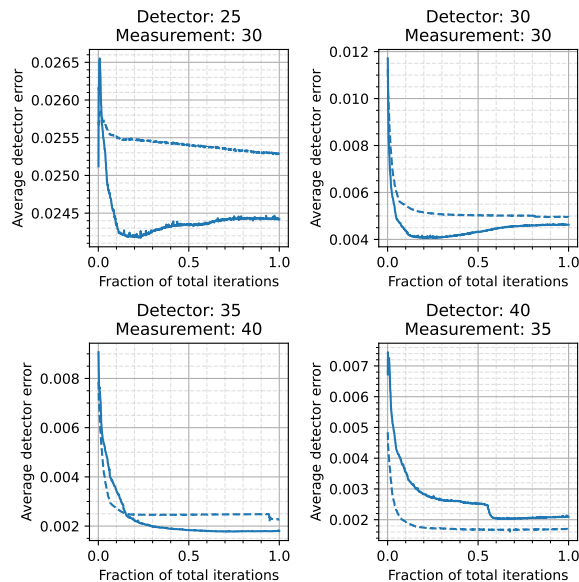 Detector: 25
Measurement: 30
Average detector error
0.0265
0.0260
0.0255
0.0250
0.0245
0.0
0.5
1.0
Fraction of total iterations
Detector: 30
Measurement: 30
Average detector error
0.012
0.010
0.008
0.006
0.004
0.0
0.5
1.0
Fraction of total iterations
Detector: 35
Measurement: 40
Average detector error
0.008
0.006
0.004
0.002
0.0
0.5
1.0
Fraction of total iterations
Detector: 40
Measurement: 35
Average detector error
0.007
0.006
0.005
0.004
0.003
0.002
0.0
0.5
1.0
Fraction of total iterations